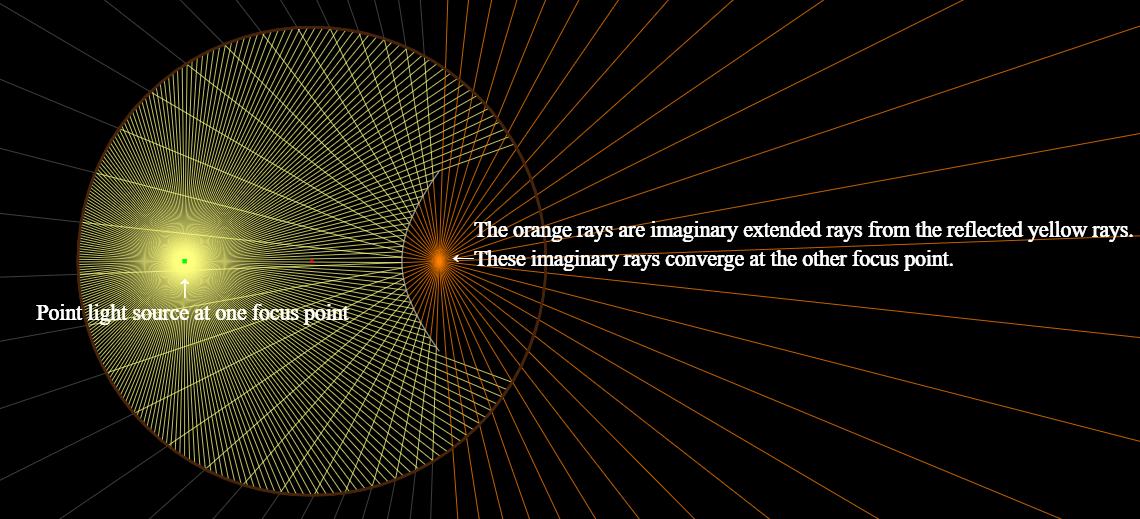 The orange rays are imaginary extended rays from the reflected yellow rays.
←These imaginary rays converge at the other focus point.
↑
Point light source at one focus point